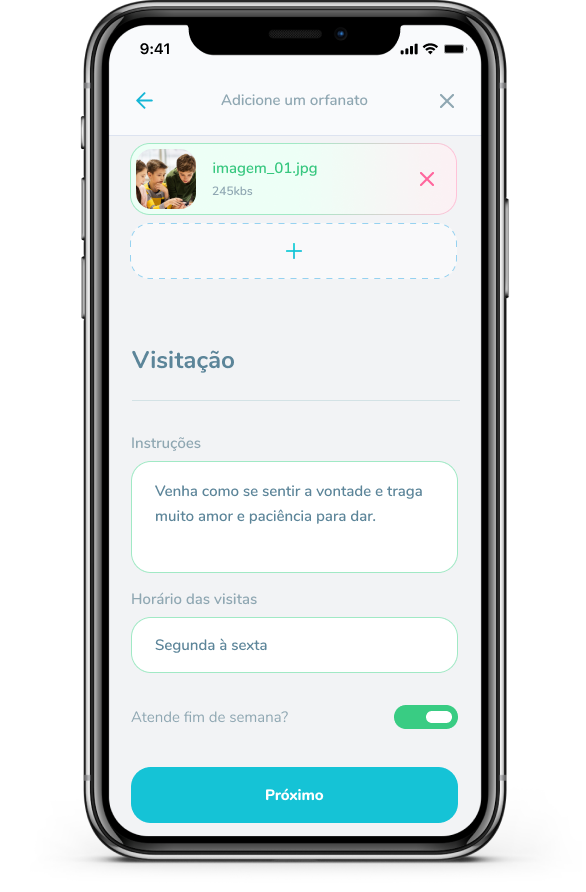 9:41
Adicione um orfanato
imagem_01.jpg
245kbs
Visitação
Instruções
Venha como se sentir a vontade e traga
muito amor e paciência para dar.
Horário das visitas
Segunda à sexta
Atende fim de semana?
Próximo